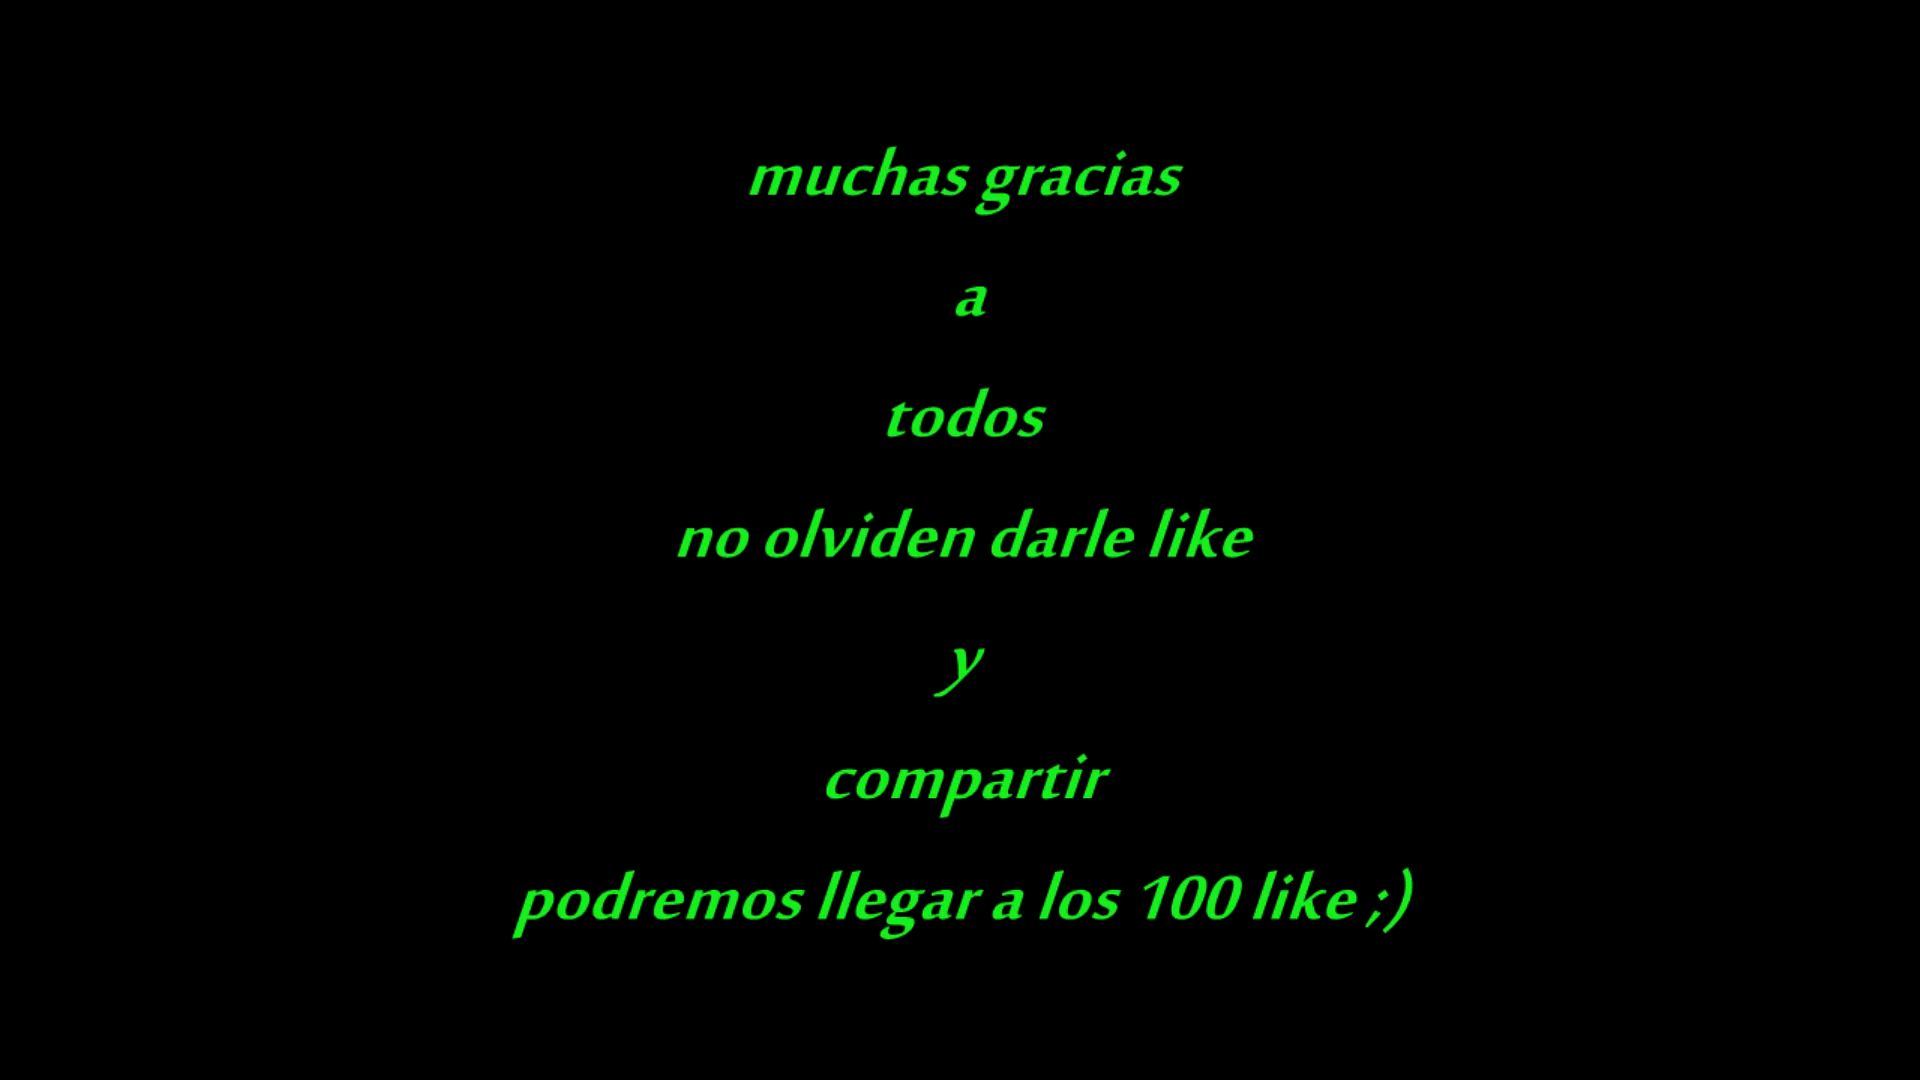 muchas gracias
a
todos
no olviden darle like
y
compartir
podremos llegar a los 100 like ;)